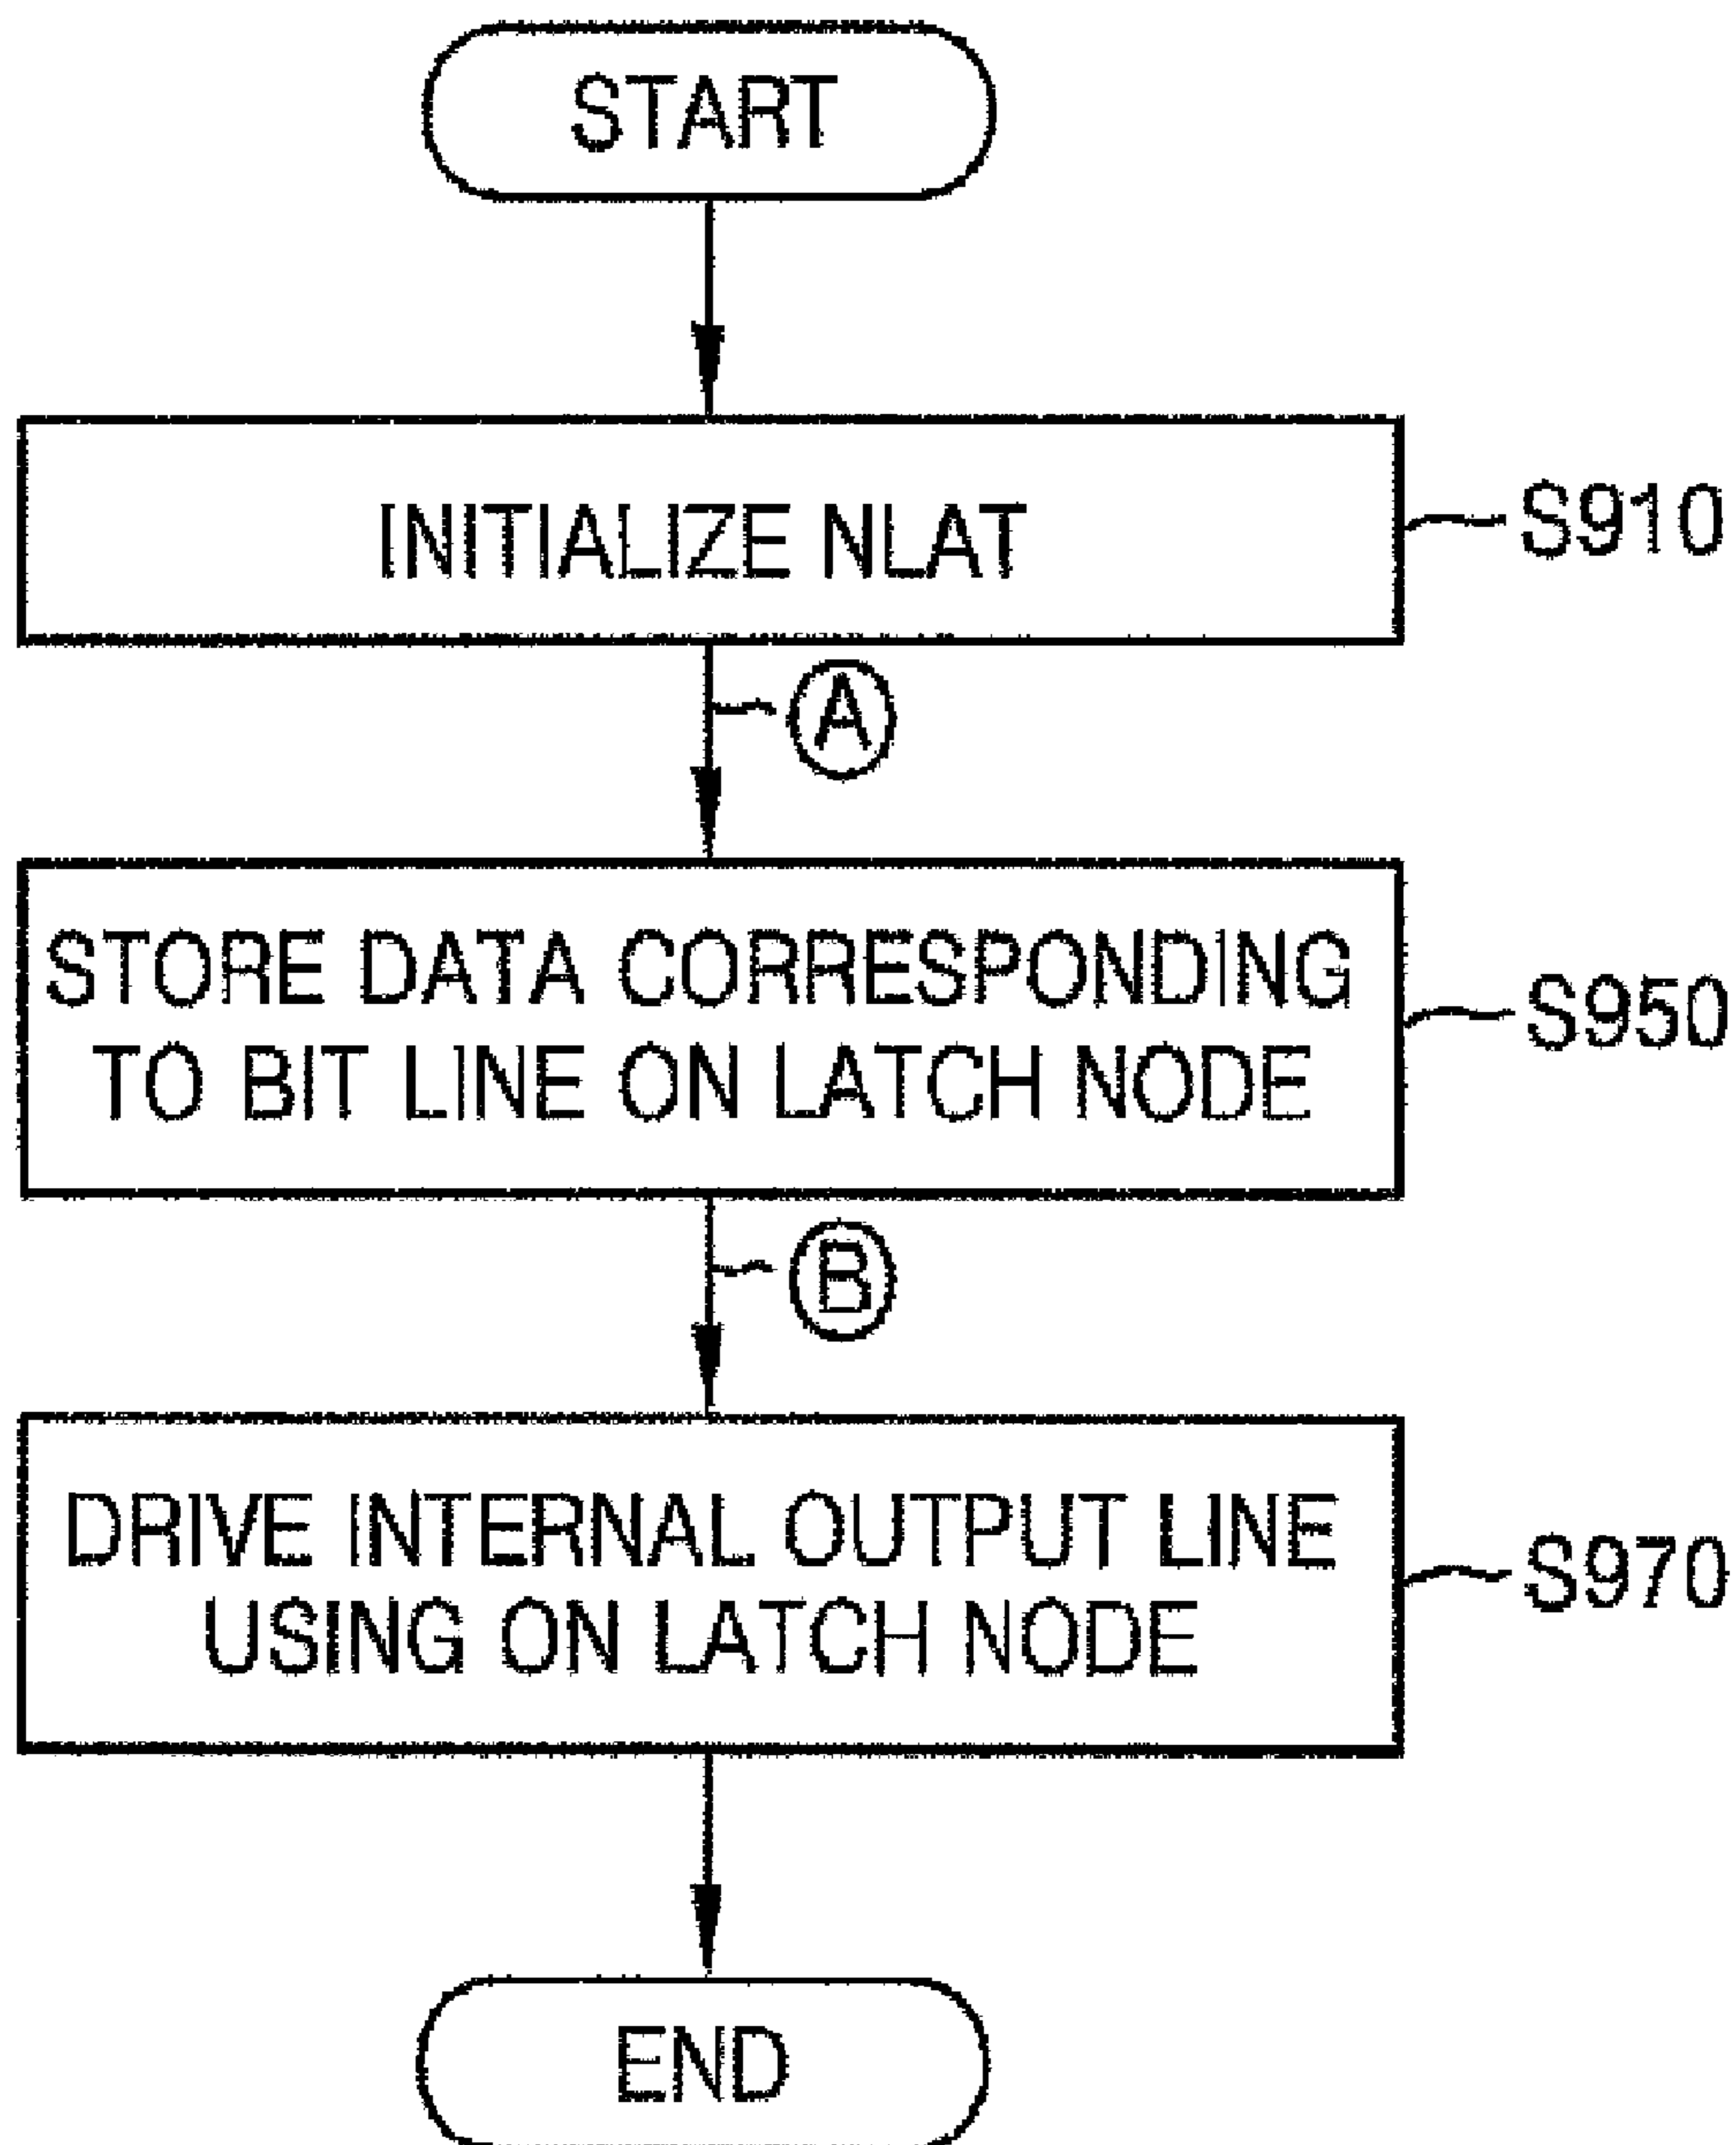 START
INITIALIZE NLAT
S910
A
STORE DATA CORRESPONDING
TO BIT LINE ON LATCH NODE
S950
B
DRIVE INTERNAL OUTPUT LINE
USING ON LATCH NODE
S970
END